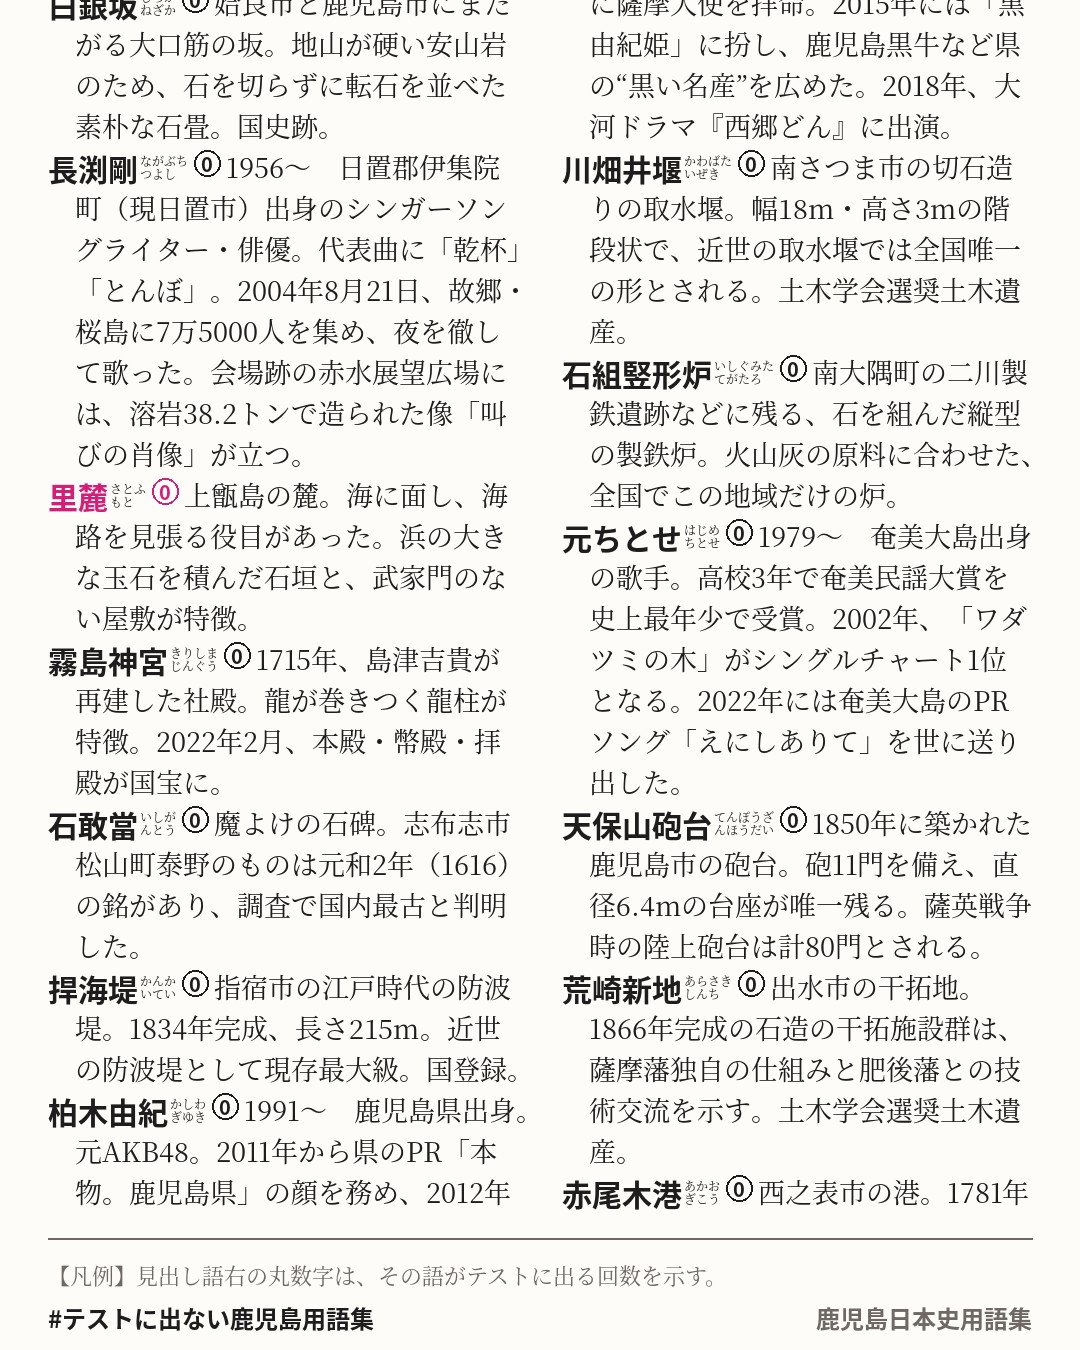 白銀坂 ねざか ⓪ 姶良市と鹿児島市にまた
がる大口筋の坂。地山が硬い安山岩
のため、石を切らずに転石を並べた
素朴な石畳。国史跡。
長渕剛 ながぶちつよし ⓪ 1956〜　日置郡伊集院
町（現日置市）出身のシンガーソン
グライター・俳優。代表曲に「乾杯」
「とんぼ」。2004年8月21日、故郷・
桜島に7万5000人を集め、夜を徹し
て歌った。会場跡の赤水展望広場に
は、溶岩38.2トンで造られた像「叫
びの肖像」が立つ。
里麓 さとふもと ⓪ 上甑島の麓。海に面し、海
路を見張る役目があった。浜の大き
な玉石を積んだ石垣と、武家門のな
い屋敷が特徴。
霧島神宮 きりしまじんぐう ⓪ 1715年、島津吉貴が
再建した社殿。龍が巻きつく龍柱が
特徴。2022年2月、本殿・幣殿・拝
殿が国宝に。
石敢當 いしがんとう ⓪ 魔よけの石碑。志布志市
松山町泰野のものは元和2年（1616）
の銘があり、調査で国内最古と判明
した。
捍海堤 かんかいてい ⓪ 指宿市の江戸時代の防波
堤。1834年完成、長さ215m。近世
の防波堤として現存最大級。国登録。
柏木由紀 かしわぎゆき ⓪ 1991〜　鹿児島県出身。
元AKB48。2011年から県のPR「本
物。鹿児島県」の顔を務め、2012年
に薩摩大使を拝命。2015年には「黒
由紀姫」に扮し、鹿児島黒牛など県
の“黒い名産”を広めた。2018年、大
河ドラマ『西郷どん』に出演。
川畑井堰 かわばたいぜき ⓪ 南さつま市の切石造
りの取水堰。幅18m・高さ3mの階
段状で、近世の取水堰では全国唯一
の形とされる。土木学会選奨土木遺
産。
石組竪形炉 いしぐみたてがたろ ⓪ 南大隅町の二川製
鉄遺跡などに残る、石を組んだ縦型
の製鉄炉。火山灰の原料に合わせた、
全国でこの地域だけの炉。
元ちとせ はじめちとせ ⓪ 1979〜　奄美大島出身
の歌手。高校3年で奄美民謡大賞を
史上最年少で受賞。2002年、「ワダ
ツミの木」がシングルチャート1位
となる。2022年には奄美大島のPR
ソング「えにしありて」を世に送り
出した。
天保山砲台 てんぽうざんほうだい ⓪ 1850年に築かれた
鹿児島市の砲台。砲11門を備え、直
径6.4mの台座が唯一残る。薩英戦争
時の陸上砲台は計80門とされる。
荒崎新地 あらさきしんち ⓪ 出水市の干拓地。
1866年完成の石造の干拓施設群は、
薩摩藩独自の仕組みと肥後藩との技
術交流を示す。土木学会選奨土木遺
産。
赤尾木港 あかおぎこう ⓪ 西之表市の港。1781年
【凡例】見出し語右の丸数字は、その語がテストに出る回数を示す。
#テストに出ない鹿児島用語集
鹿児島日本史用語集